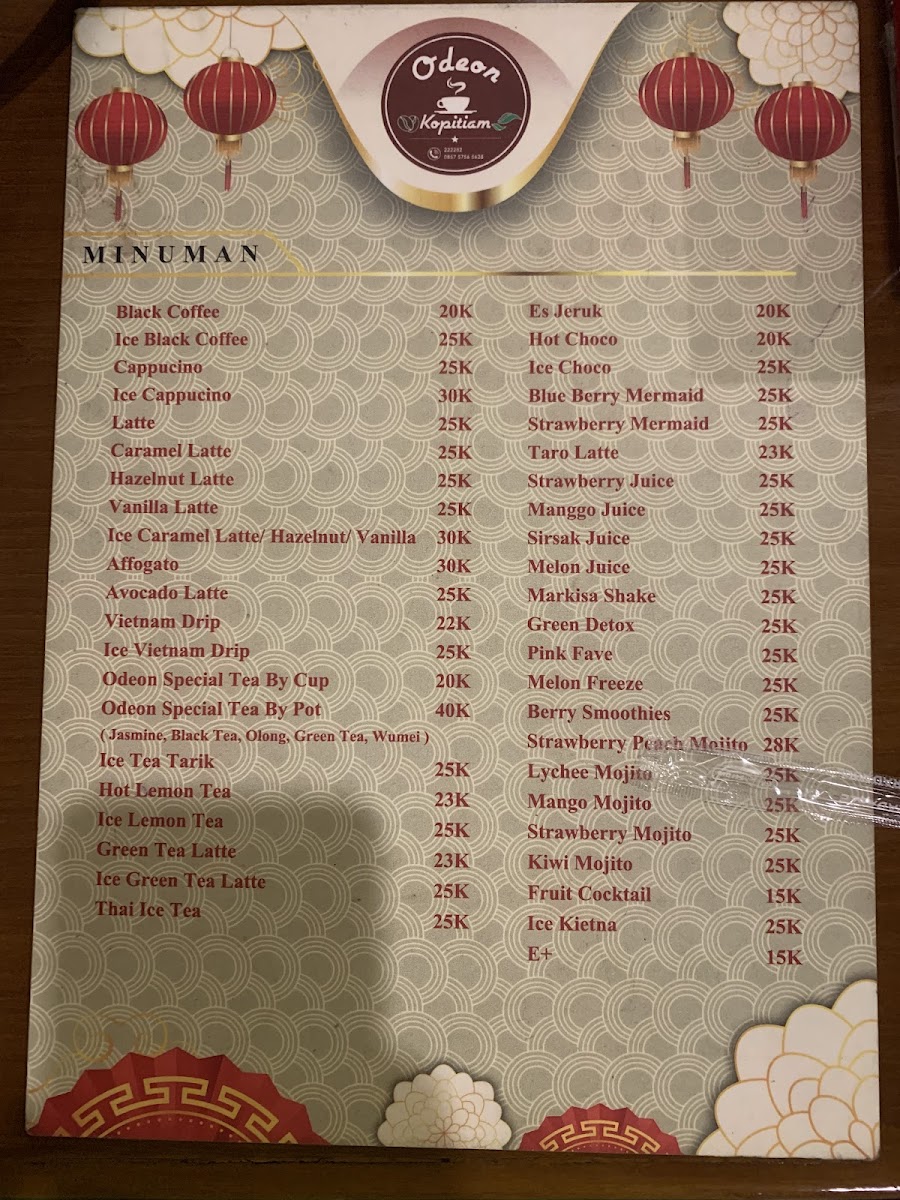 Odeon
Kopitiam
MINUMAN
Black Coffee 20K
Ice Black Coffee 25K
Cappucino 25K
Ice Cappucino 30K
Latte 25K
Caramel Latte 25K
Hazelnut Latte 25K
Vanilla Latte 25K
Ice Caramel Latte/ Hazelnut/ Vanilla 30K
Affogato 30K
Avocado Latte 25K
Vietnam Drip 22K
Ice Vietnam Drip 25K
Odeon Special Tea By Cup 20K
Odeon Special Tea By Pot 40K
( Jasmine, Black Tea, Olong, Green Tea, Wumei )
Ice Tea Tarik 25K
Hot Lemon Tea 23K
Ice Lemon Tea 25K
Green Tea Latte 23K
Ice Green Tea Latte 25K
Thai Ice Tea 25K
Es Jeruk 20K
Hot Choco 20K
Ice Choco 25K
Blue Berry Mermaid 25K
Strawberry Mermaid 25K
Taro Latte 23K
Strawberry Juice 25K
Manggo Juice 25K
Sirsak Juice 25K
Melon Juice 25K
Markisa Shake 25K
Green Detox 25K
Pink Fave 25K
Melon Freeze 25K
Berry Smoothies 25K
Strawberry Peach Mojito 28K
Lychee Mojito 25K
Mango Mojito 25K
Strawberry Mojito 25K
Kiwi Mojito 25K
Fruit Cocktail 15K
Ice Kietna 25K
E+ 15K